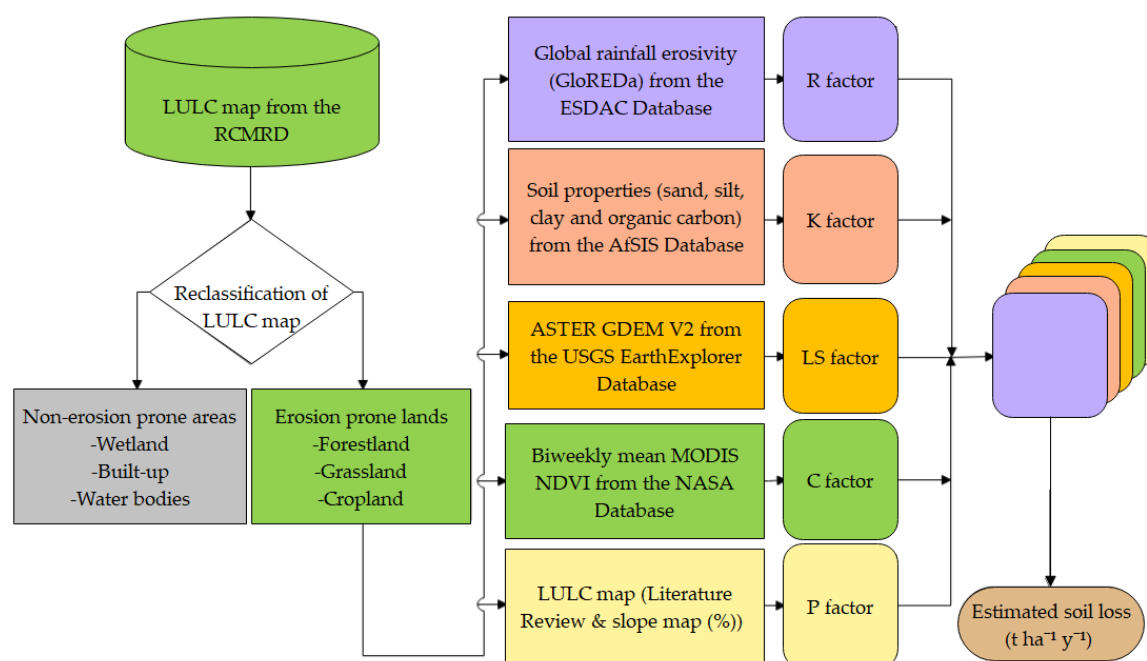 LULC map from the
RCMRD
Reclassification of
LULC map
Non-erosion prone areas
-Wetland
-Built-up
-Water bodies
Erosion prone lands
-Forestland
-Grassland
-Cropland
Global rainfall erosivity
(GloREDa) from the
ESDAC Database
R factor
Soil properties (sand, silt,
clay and organic carbon)
from the AfSIS Database
K factor
ASTER GDEM V2 from
the USGS EarthExplorer
Database
LS factor
Biweekly mean MODIS
NDVI from the NASA
Database
C factor
LULC map (Literature
Review & slope map (%))
P factor
Estimated soil loss
(t ha⁻¹ y⁻¹)